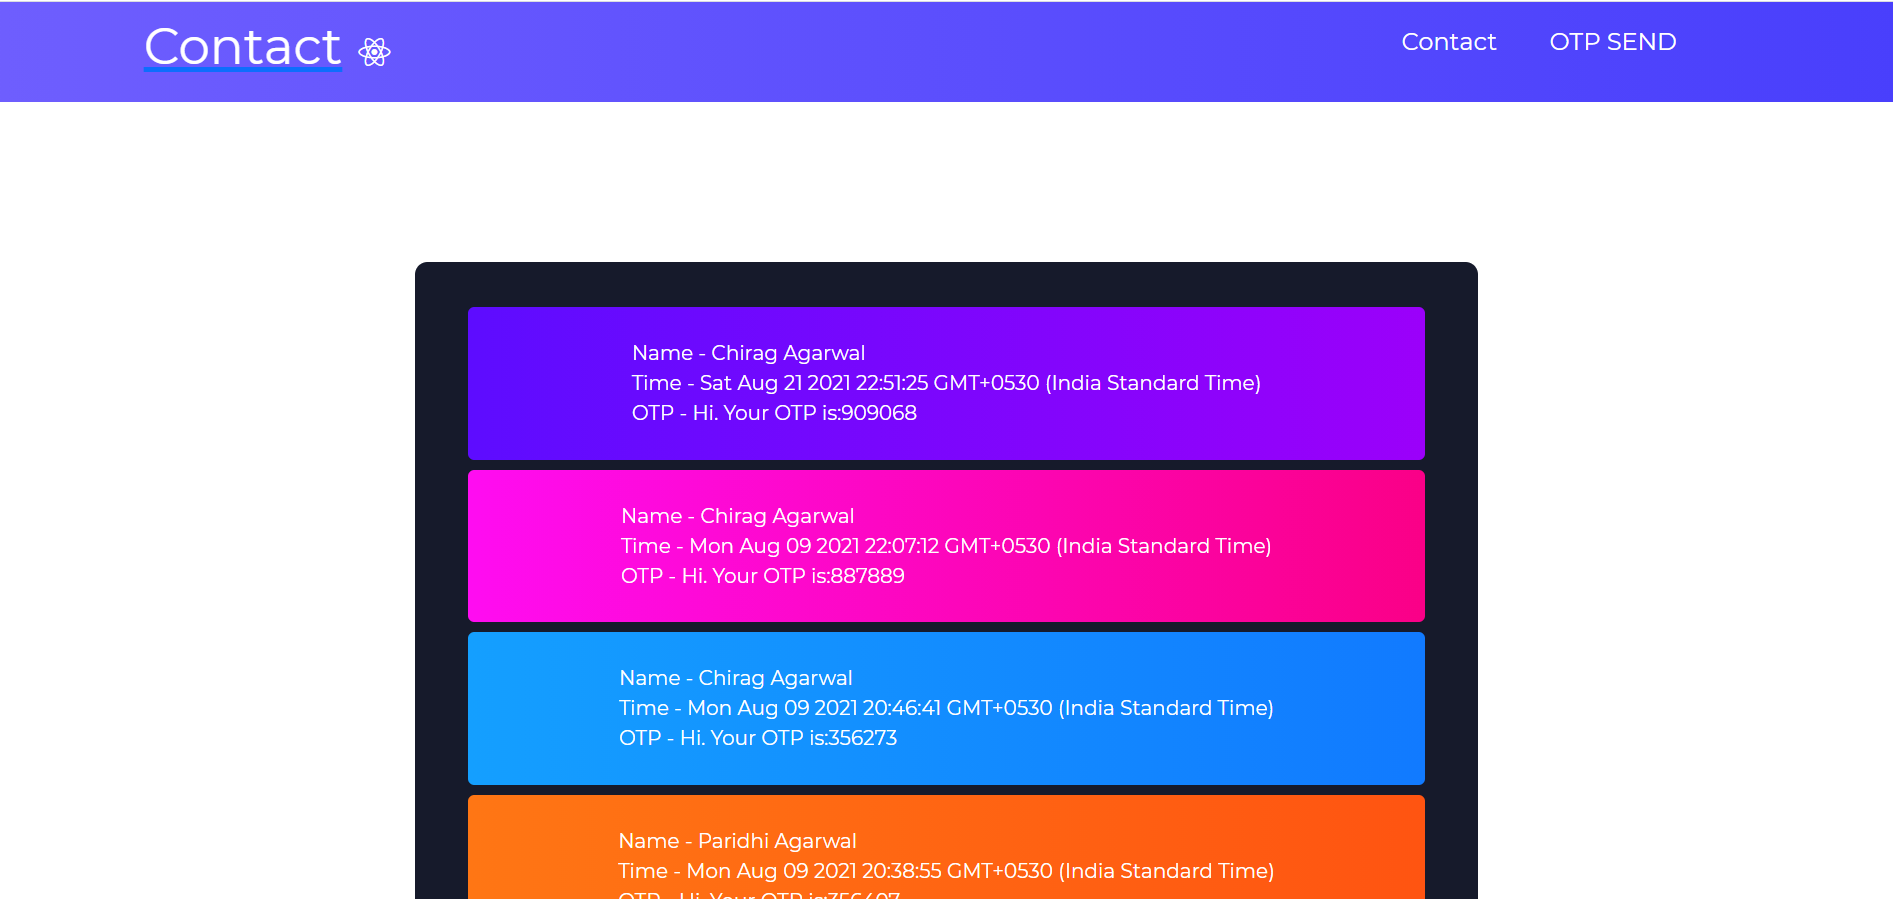 Contact
Contact
OTP SEND
Name - Chirag Agarwal
Time - Sat Aug 21 2021 22:51:25 GMT+0530 (India Standard Time)
OTP - Hi. Your OTP is:909068
Name - Chirag Agarwal
Time - Mon Aug 09 2021 22:07:12 GMT+0530 (India Standard Time)
OTP - Hi. Your OTP is:887889
Name - Chirag Agarwal
Time - Mon Aug 09 2021 20:46:41 GMT+0530 (India Standard Time)
OTP - Hi. Your OTP is:356273
Name - Paridhi Agarwal
Time - Mon Aug 09 2021 20:38:55 GMT+0530 (India Standard Time)
OTP - Hi. Your OTP